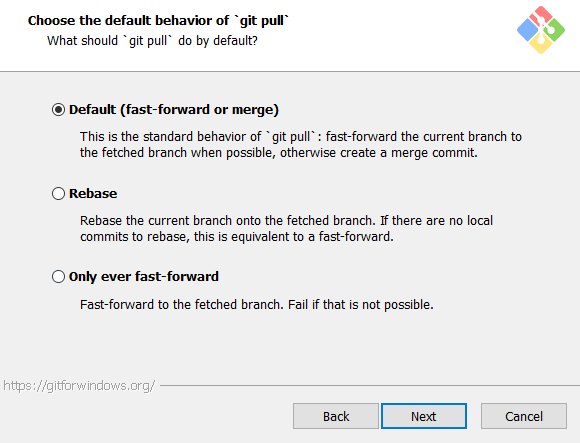 Choose the default behavior of `git pull`
What should `git pull` do by default?
Default (fast-forward or merge)
This is the standard behavior of `git pull`: fast-forward the current branch to
the fetched branch when possible, otherwise create a merge commit.
Rebase
Rebase the current branch onto the fetched branch. If there are no local
commits to rebase, this is equivalent to a fast-forward.
Only ever fast-forward
Fast-forward to the fetched branch. Fail if that is not possible.
https://gitforwindows.org/
Back
Next
Cancel